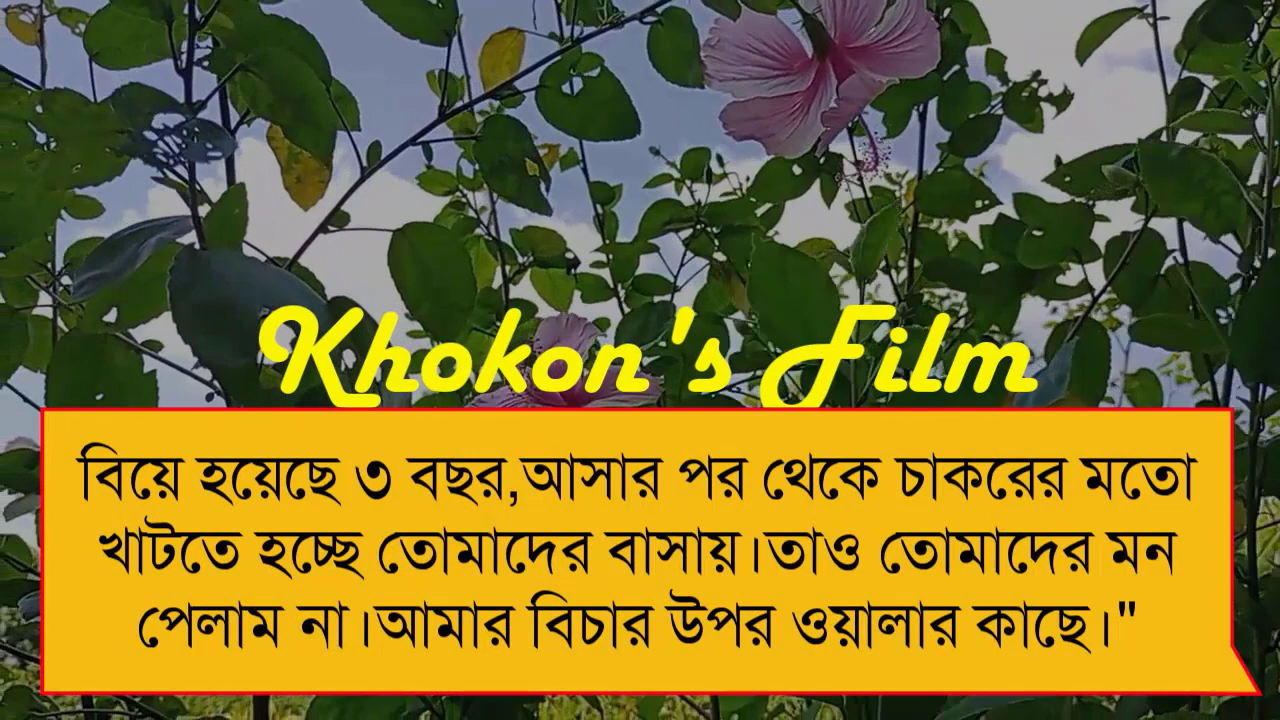 Khokon's Film
বিয়ে হয়েছে ৩ বছর,আসার পর থেকে চাকরের মতো
খাটতে হচ্ছে তোমাদের বাসায়।তাও তোমাদের মন
পেলাম না।আমার বিচার উপর ওয়ালার কাছে।"